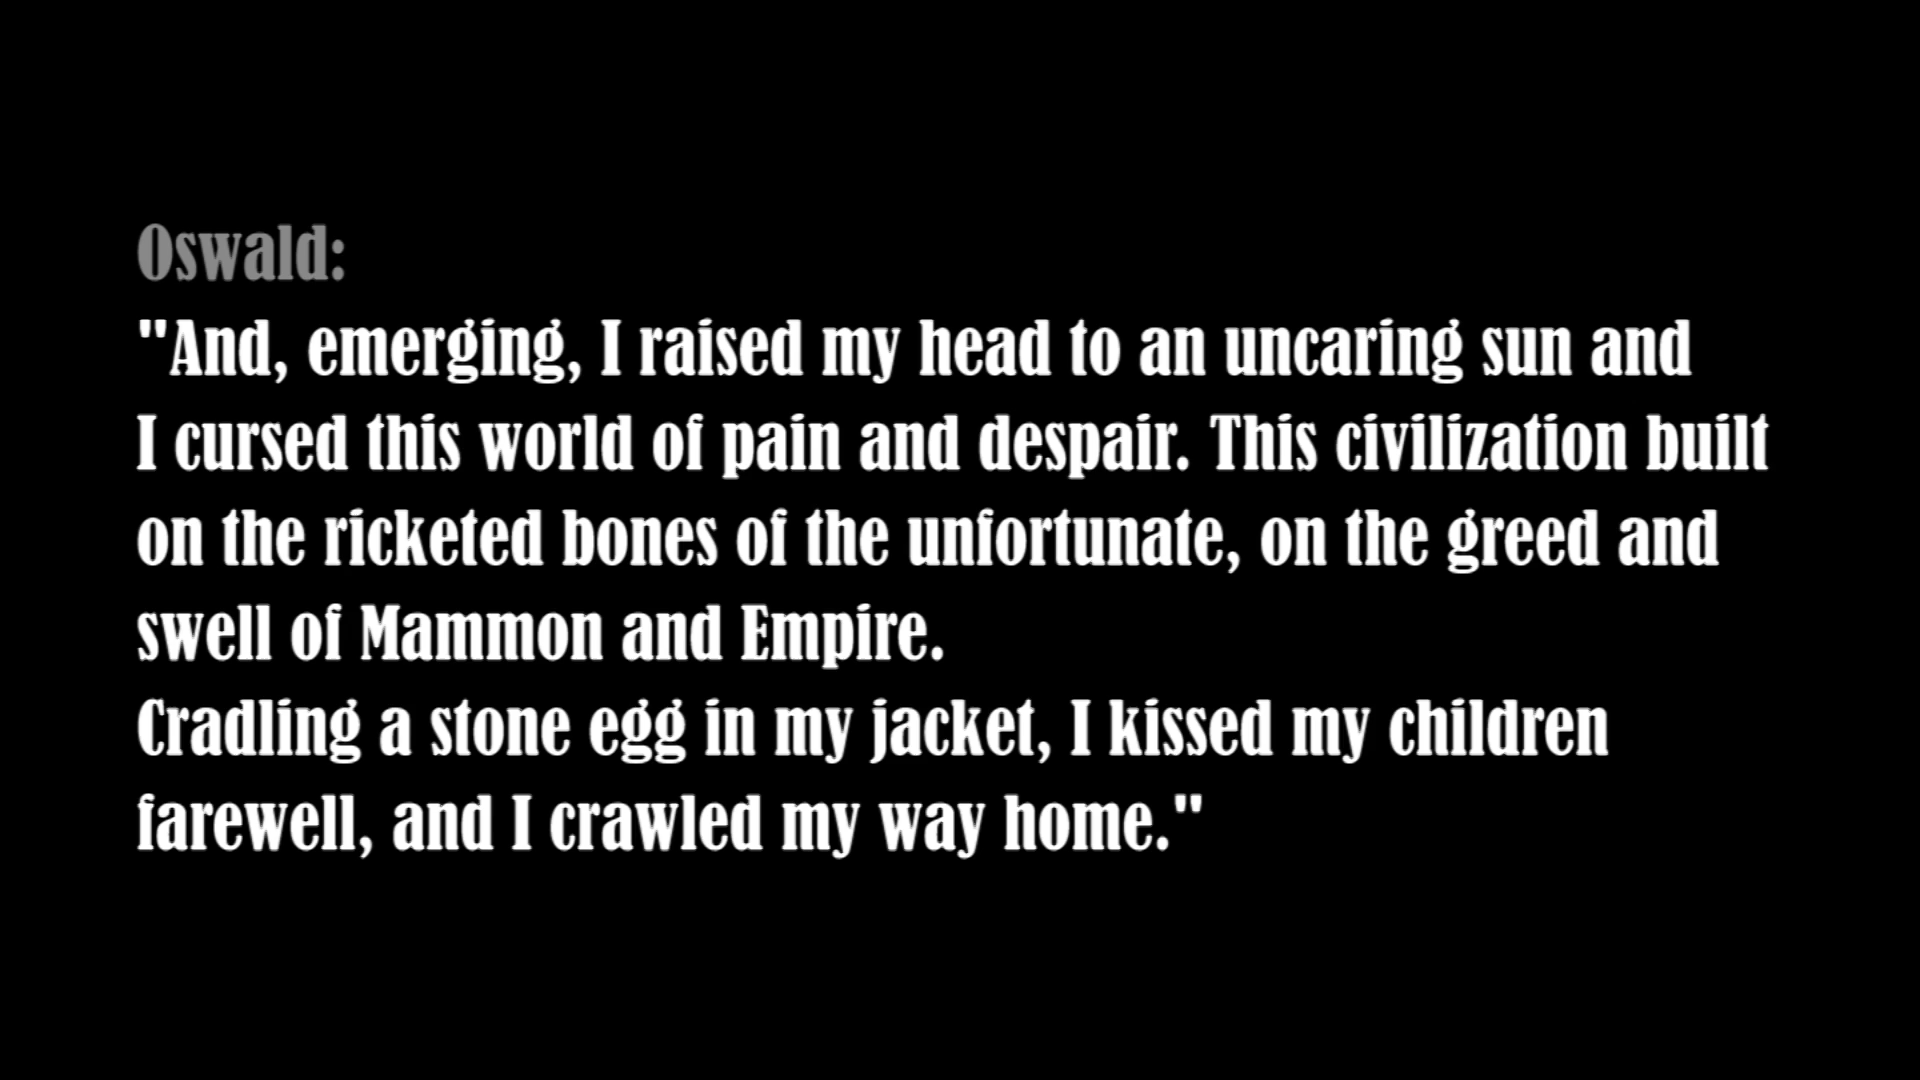 Oswald:
"And, emerging, I raised my head to an uncaring sun and
I cursed this world of pain and despair. This civilization built
on the ricketed bones of the unfortunate, on the greed and
swell of Mammon and Empire.
Cradling a stone egg in my jacket, I kissed my children
farewell, and I crawled my way home."